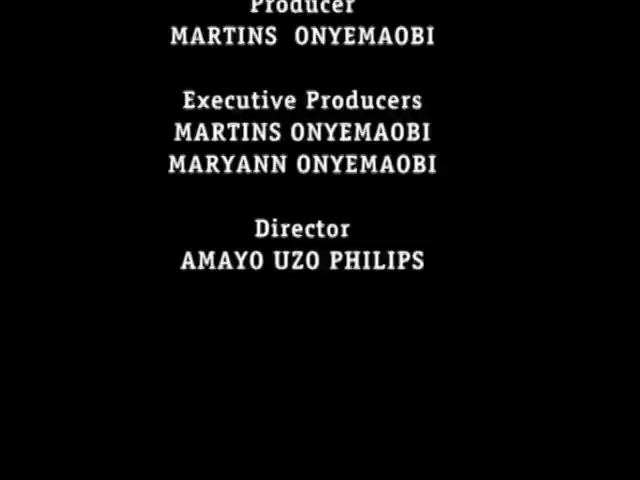 Producer
MARTINS ONYEMAOBI
Executive Producers
MARTINS ONYEMAOBI
MARYANN ONYEMAOBI
Director
AMAYO UZO PHILIPS